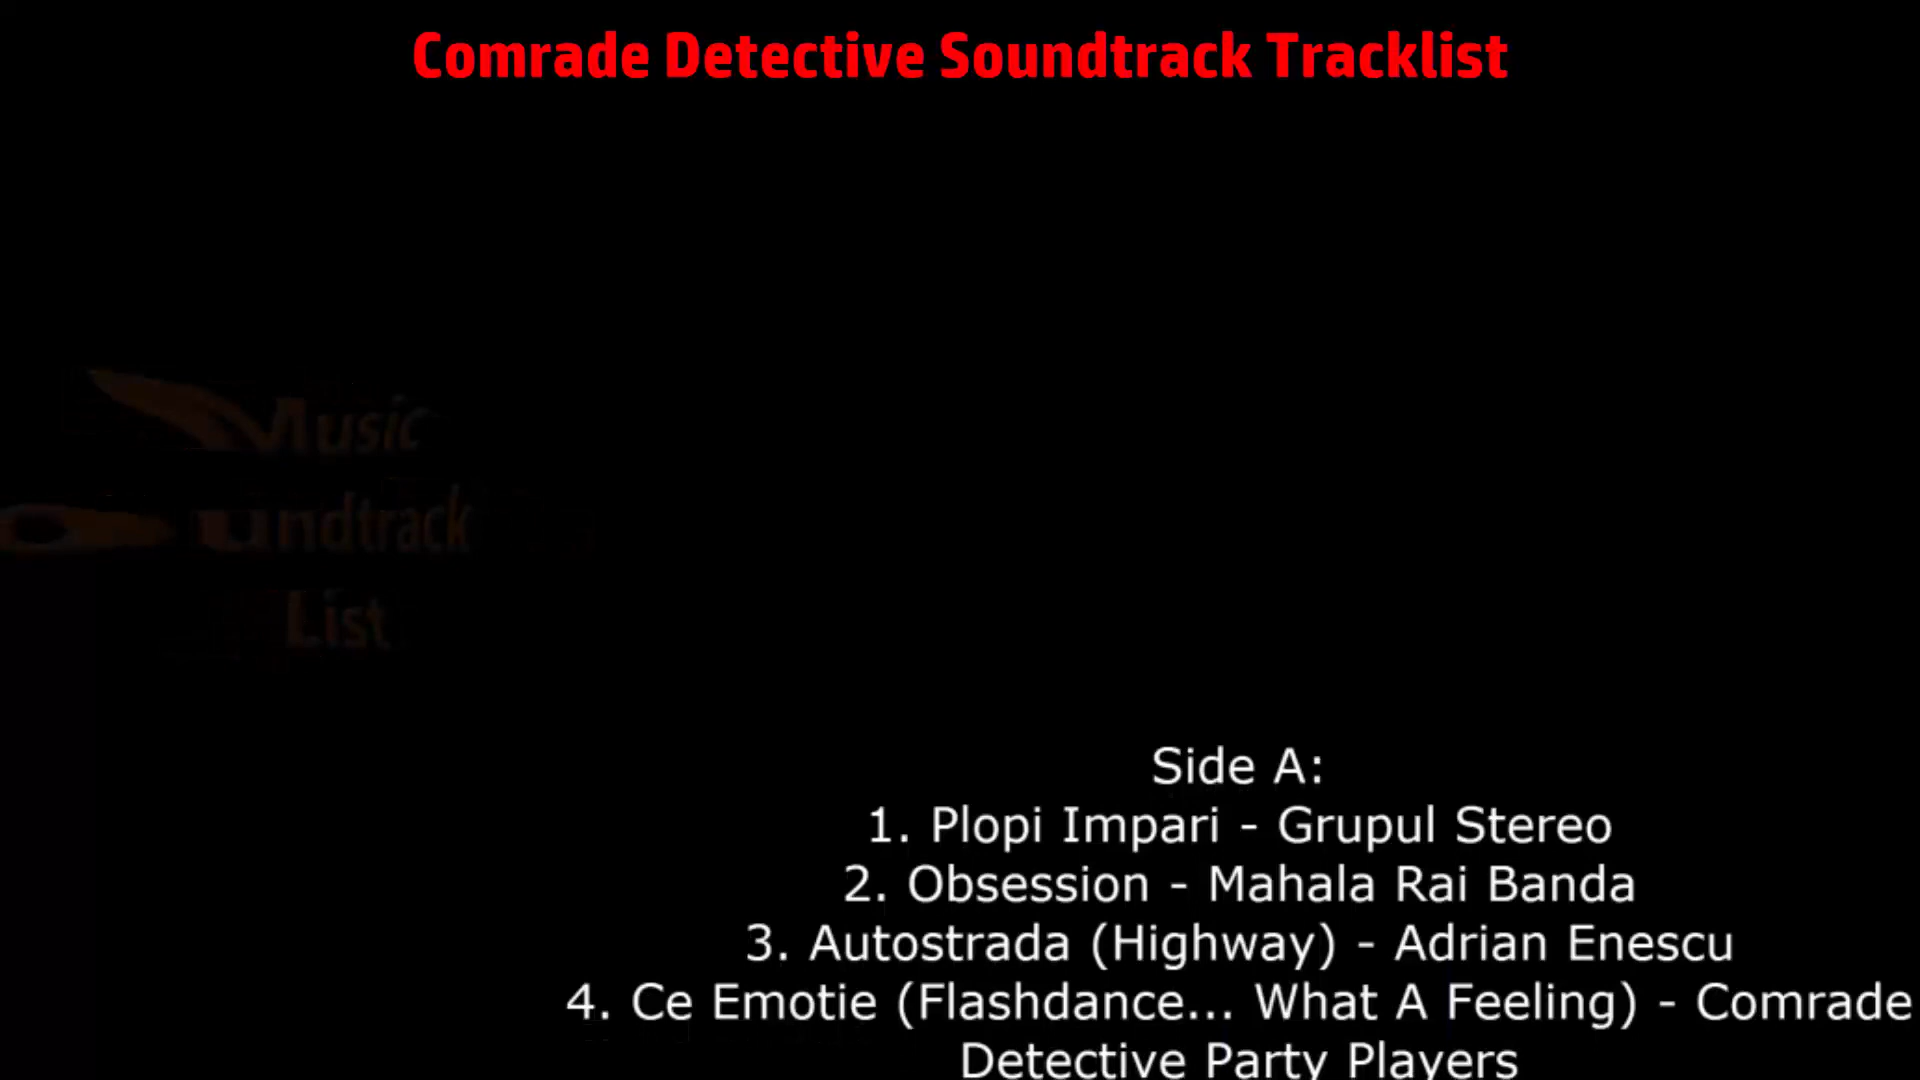 Comrade Detective Soundtrack Tracklist
Music
undtrack
List
Side A:
1. Plopi Impari - Grupul Stereo
2. Obsession - Mahala Rai Banda
3. Autostrada (Highway) - Adrian Enescu
4. Ce Emotie (Flashdance... What A Feeling) - Comrade
Detective Party Players